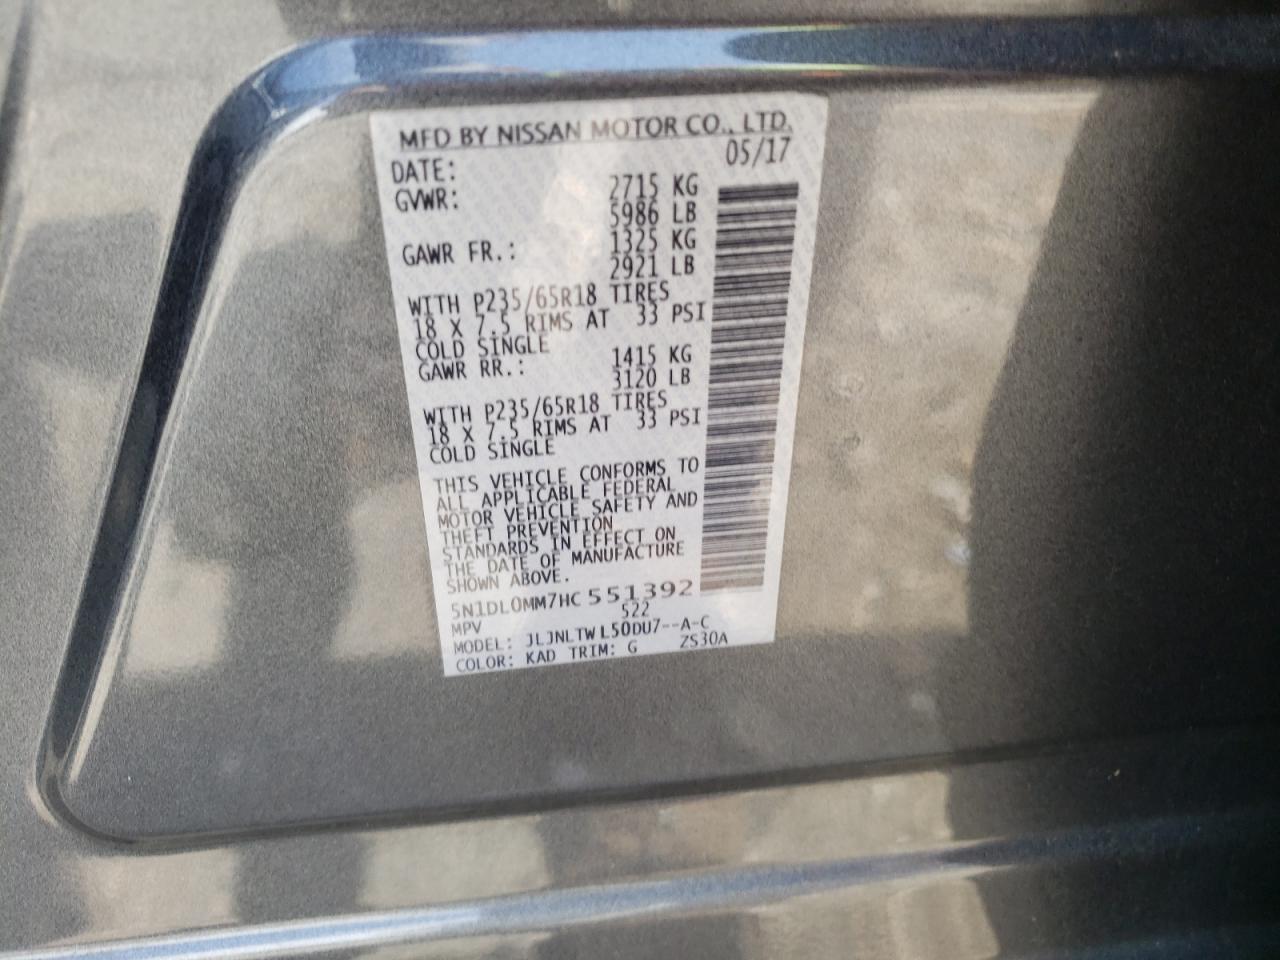 MFD BY NISSAN MOTOR CO., LTD.
DATE: 05/17
GVWR: 2715 KG
5986 LB
GAWR FR.: 1325 KG
2921 LB
WITH P235/65R18 TIRES
18 X 7.5 RIMS AT 33 PSI
COLD SINGLE
GAWR RR.: 1415 KG
3120 LB
WITH P235/65R18 TIRES
18 X 7.5 RIMS AT 33 PSI
COLD SINGLE
THIS VEHICLE CONFORMS TO
ALL APPLICABLE FEDERAL
MOTOR VEHICLE SAFETY AND
THEFT PREVENTION
STANDARDS IN EFFECT ON
THE DATE OF MANUFACTURE
SHOWN ABOVE.
5N1DL0MM7HC551392
MPV 522
MODEL: JLJNLTWL50DU7--A-C
COLOR: KAD TRIM: G ZS30A